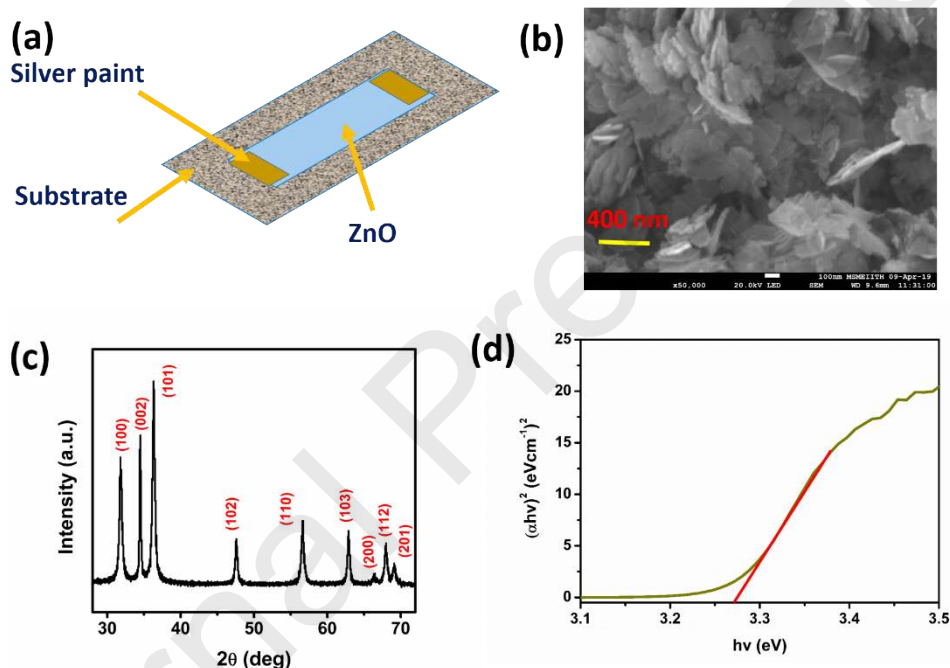 (a)
Silver paint
Substrate
ZnO
(b)
400 nm
100nm MSMEIITH 09-Apr-19
x50,000 20.0kV LED SEM WD 9.6mm 11:31:00
(c)
Intensity (a.u.)
(100)
(002)
(101)
(102)
(110)
(103)
(200)
(112)
(201)
30 40 50 60 70
2θ (deg)
(d)
(αhν)² (eVcm⁻¹)²
25
20
15
10
5
0
3.1 3.2 3.3 3.4 3.5
hν (eV)
rnal Pre